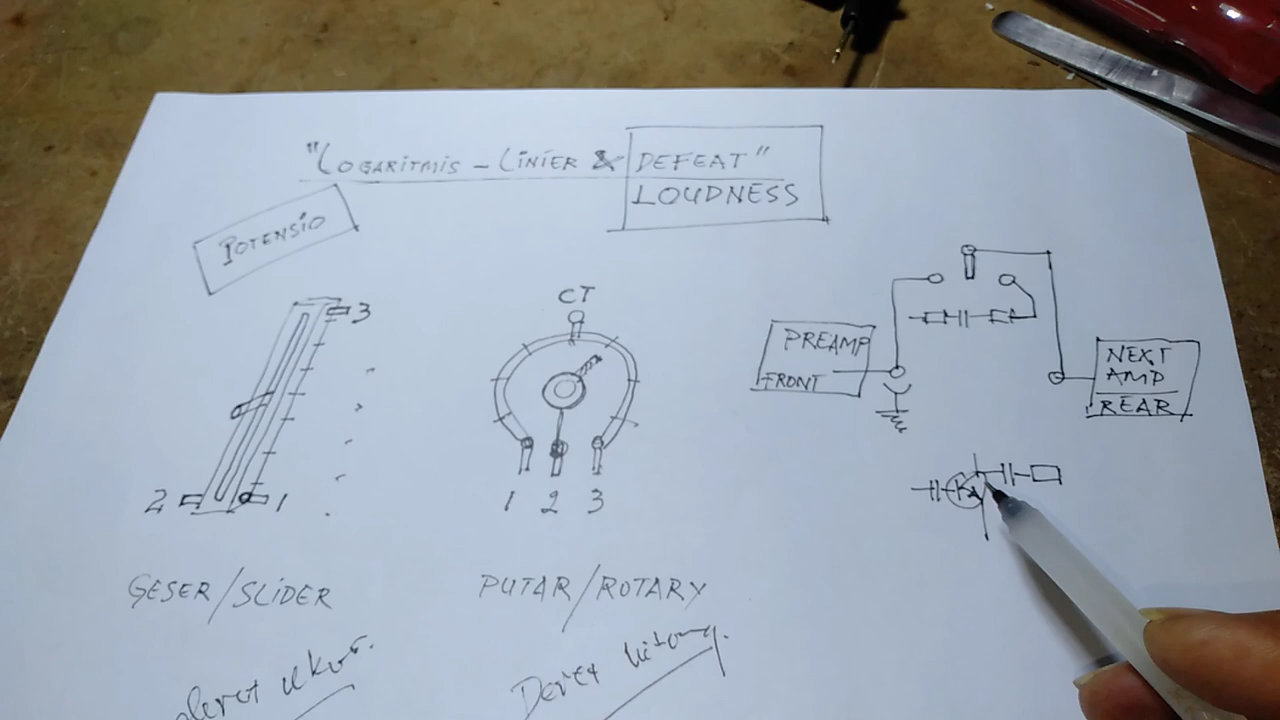 "LOGARITMIS - LINIER & DEFEAT"
LOUDNESS
POTENSIO
3
2
1
GESER/SLIDER
deret ukur.
CT
1 2 3
PUTAR/ROTARY
Deret hitung.
PREAMP
FRONT
NEXT
AMP
REAR